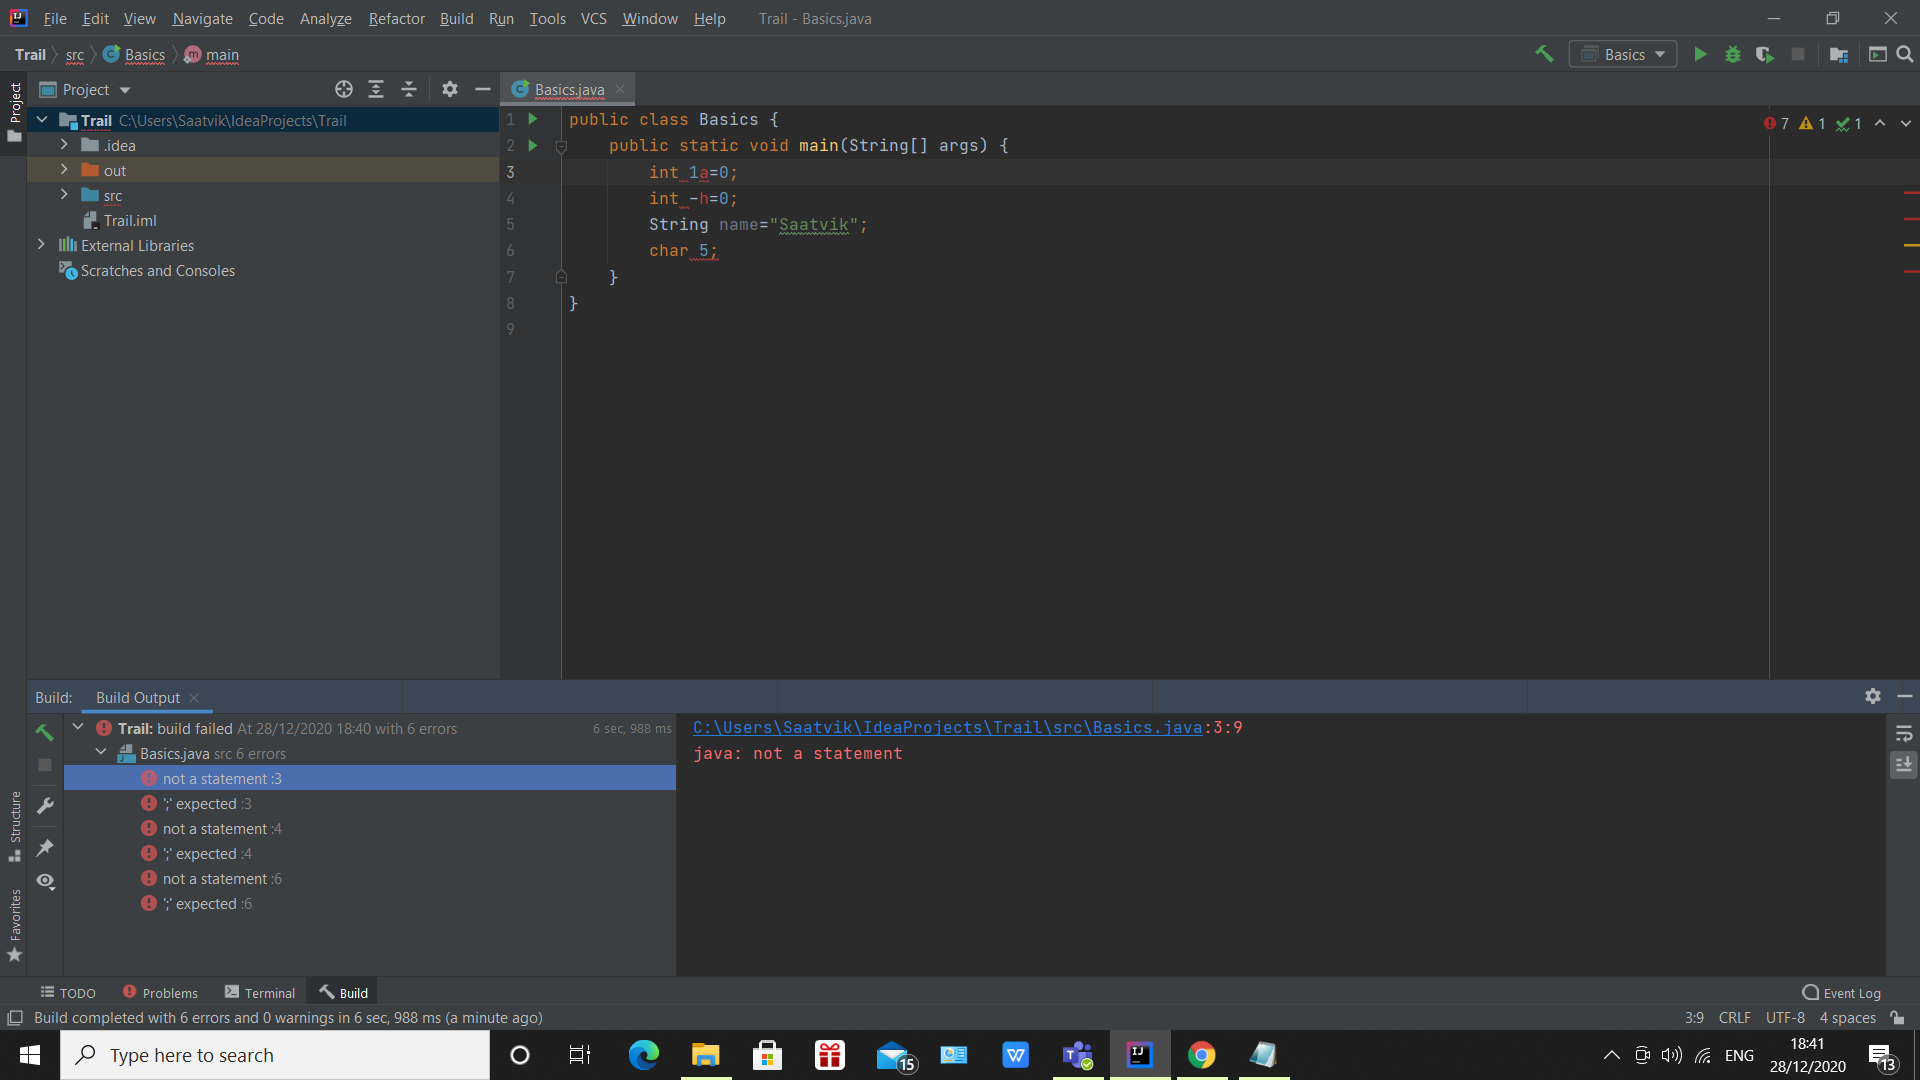 File Edit View Navigate Code Analyze Refactor Build Run Tools VCS Window Help Trail - Basics.java
Trail src Basics main Basics
Project
Project
Basics.java
Trail C:\Users\Saatvik\IdeaProjects\Trail
.idea
out
src
Trail.iml
External Libraries
Scratches and Consoles
1 public class Basics {
2 public static void main(String[] args) {
3 int 1a=0;
4 int -h=0;
5 String name="Saatvik";
6 char 5;
7 }
8 }
9
7 1 1
Build: Build Output
Trail: build failed At 28/12/2020 18:40 with 6 errors 6 sec, 988 ms
Basics.java src 6 errors
not a statement :3
';' expected :3
not a statement :4
';' expected :4
not a statement :6
';' expected :6
C:\Users\Saatvik\IdeaProjects\Trail\src\Basics.java:3:9
java: not a statement
Structure
Favorites
TODO Problems Terminal Build Event Log
Build completed with 6 errors and 0 warnings in 6 sec, 988 ms (a minute ago) 3:9 CRLF UTF-8 4 spaces
Type here to search 15 ENG 18:41
28/12/2020 13